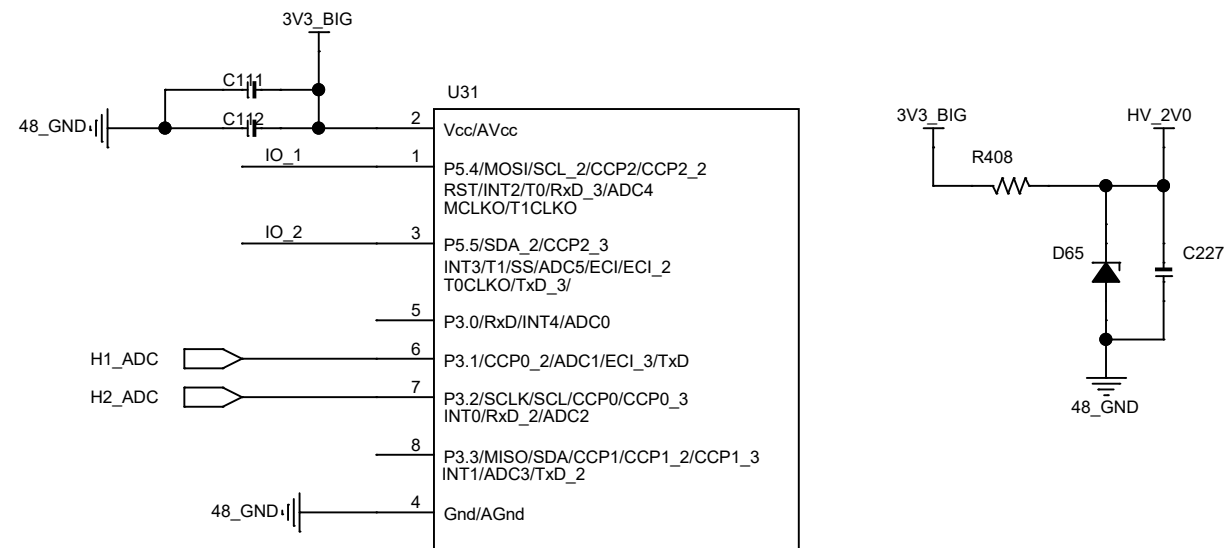 3V3_BIG
C111
C112
48_GND
U31
2
Vcc/AVcc
IO_1
1
P5.4/MOSI/SCL_2/CCP2/CCP2_2
RST/INT2/T0/RxD_3/ADC4
MCLKO/T1CLKO
IO_2
3
P5.5/SDA_2/CCP2_3
INT3/T1/SS/ADC5/ECI/ECI_2
T0CLKO/TxD_3/
5
P3.0/RxD/INT4/ADC0
H1_ADC
6
P3.1/CCP0_2/ADC1/ECI_3/TxD
H2_ADC
7
P3.2/SCLK/SCL/CCP0/CCP0_3
INT0/RxD_2/ADC2
8
P3.3/MISO/SDA/CCP1/CCP1_2/CCP1_3
INT1/ADC3/TxD_2
48_GND
4
Gnd/AGnd
3V3_BIG
HV_2V0
R408
D65
C227
48_GND